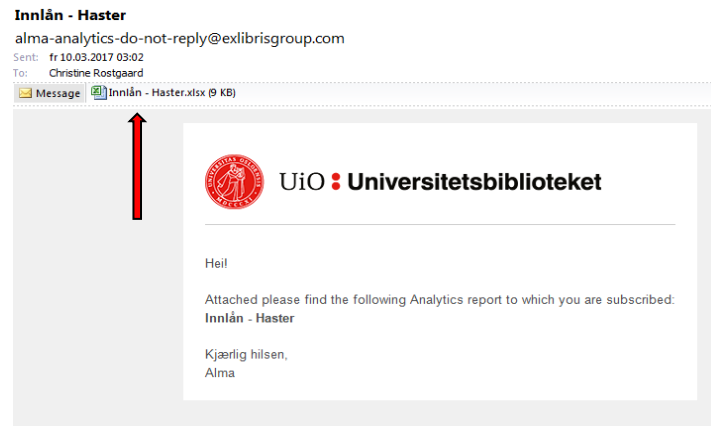 Innlån - Haster
alma-analytics-do-not-reply@exlibrisgroup.com
Sent: fr 10.03.2017 03:02
To: Christine Rostgaard
Message Innlån - Haster.xlsx (9 KB)
UiO : Universitetsbiblioteket
Hei!
Attached please find the following Analytics report to which you are subscribed:
Innlån - Haster
Kjærlig hilsen,
Alma